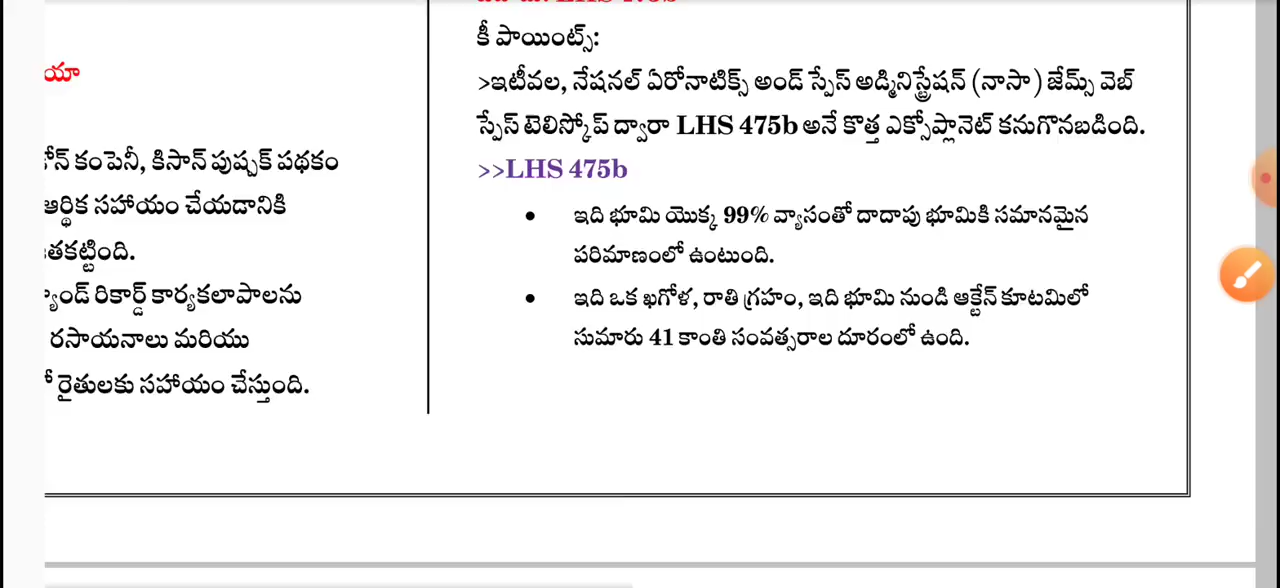 యా
కంపెనీ, కిసాన్ పుష్పక్ పథకం
ఆర్థిక సహాయం చేయడానికి
తకట్టింది.
రికార్డ్ కార్యకలాపాలను
రసాయనాలు మరియు
రైతులకు సహాయం చేస్తుంది.
కీ పాయింట్స్:
>ఇటీవల, నేషనల్ ఏరోనాటిక్స్ అండ్ స్పేస్ అడ్మినిస్ట్రేషన్ (నాసా) జేమ్స్ వెబ్
స్పేస్ టెలిస్కోప్ ద్వారా LHS 475b అనే కొత్త ఎక్సోప్లానెట్ కనుగొనబడింది.
>>LHS 475b
• ఇది భూమి యొక్క 99% వ్యాసంతో దాదాపు భూమికి సమానమైన
పరిమాణంలో ఉంటుంది.
• ఇది ఒక ఖగోళ, రాతి గ్రహం, ఇది భూమి నుండి ఆక్టేన్ కూటమిలో
సుమారు 41 కాంతి సంవత్సరాల దూరంలో ఉంది.